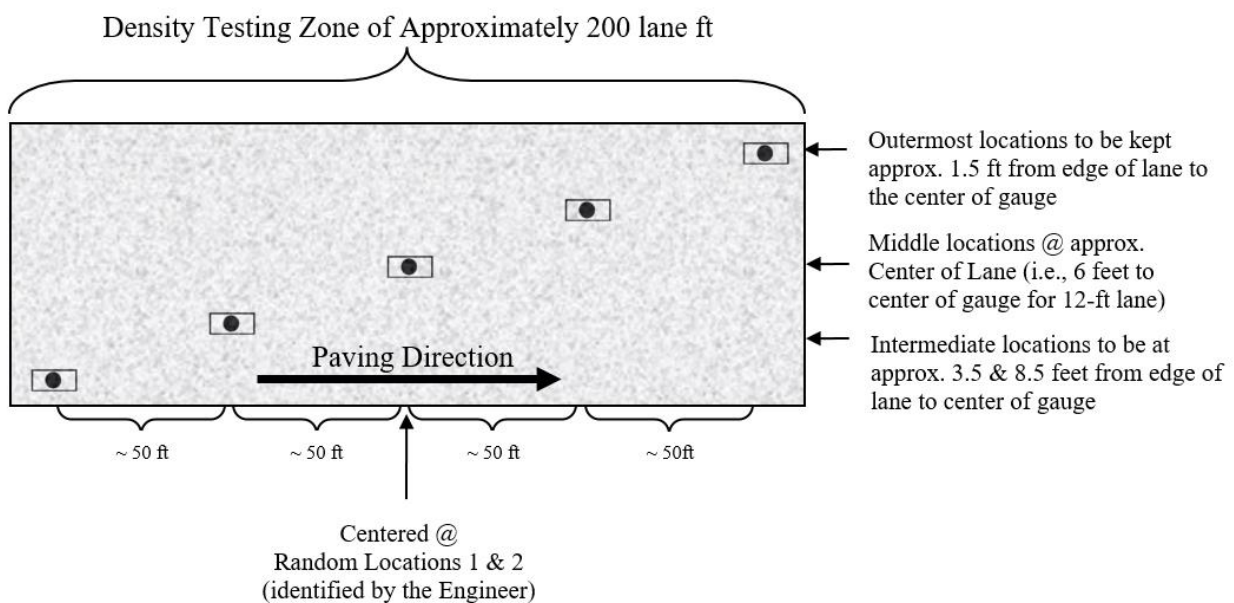 Density Testing Zone of Approximately 200 lane ft
Outermost locations to be kept
approx. 1.5 ft from edge of lane to
the center of gauge
Middle locations @ approx.
Center of Lane (i.e., 6 feet to
center of gauge for 12-ft lane)
Intermediate locations to be at
approx. 3.5 & 8.5 feet from edge of
lane to center of gauge
Paving Direction
~ 50 ft
~ 50 ft
~ 50 ft
~ 50ft
Centered @
Random Locations 1 & 2
(identified by the Engineer)